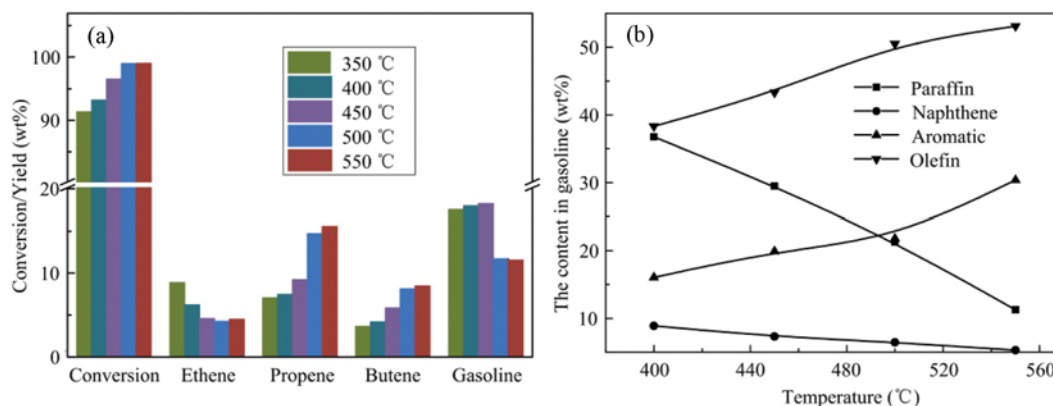 (a)
Conversion/Yield (wt%)
100
90
20
10
0
350 ℃
400 ℃
450 ℃
500 ℃
550 ℃
Conversion
Ethene
Propene
Butene
Gasoline
(b)
The content in gasoline (wt%)
50
40
30
20
10
Paraffin
Naphthene
Aromatic
Olefin
400
440
480
520
560
Temperature (℃)